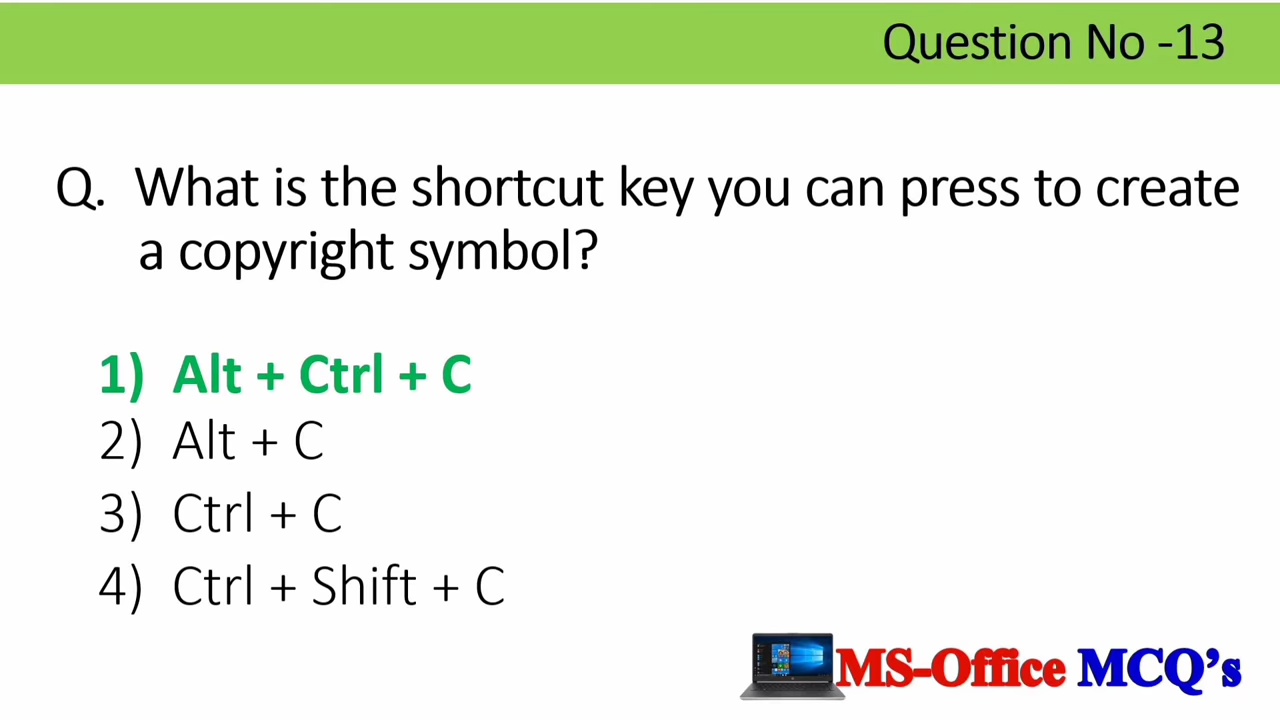 Question No -13
Q. What is the shortcut key you can press to create
a copyright symbol?
1) Alt + Ctrl + C
2) Alt + C
3) Ctrl + C
4) Ctrl + Shift + C
MS-Office MCQ’s